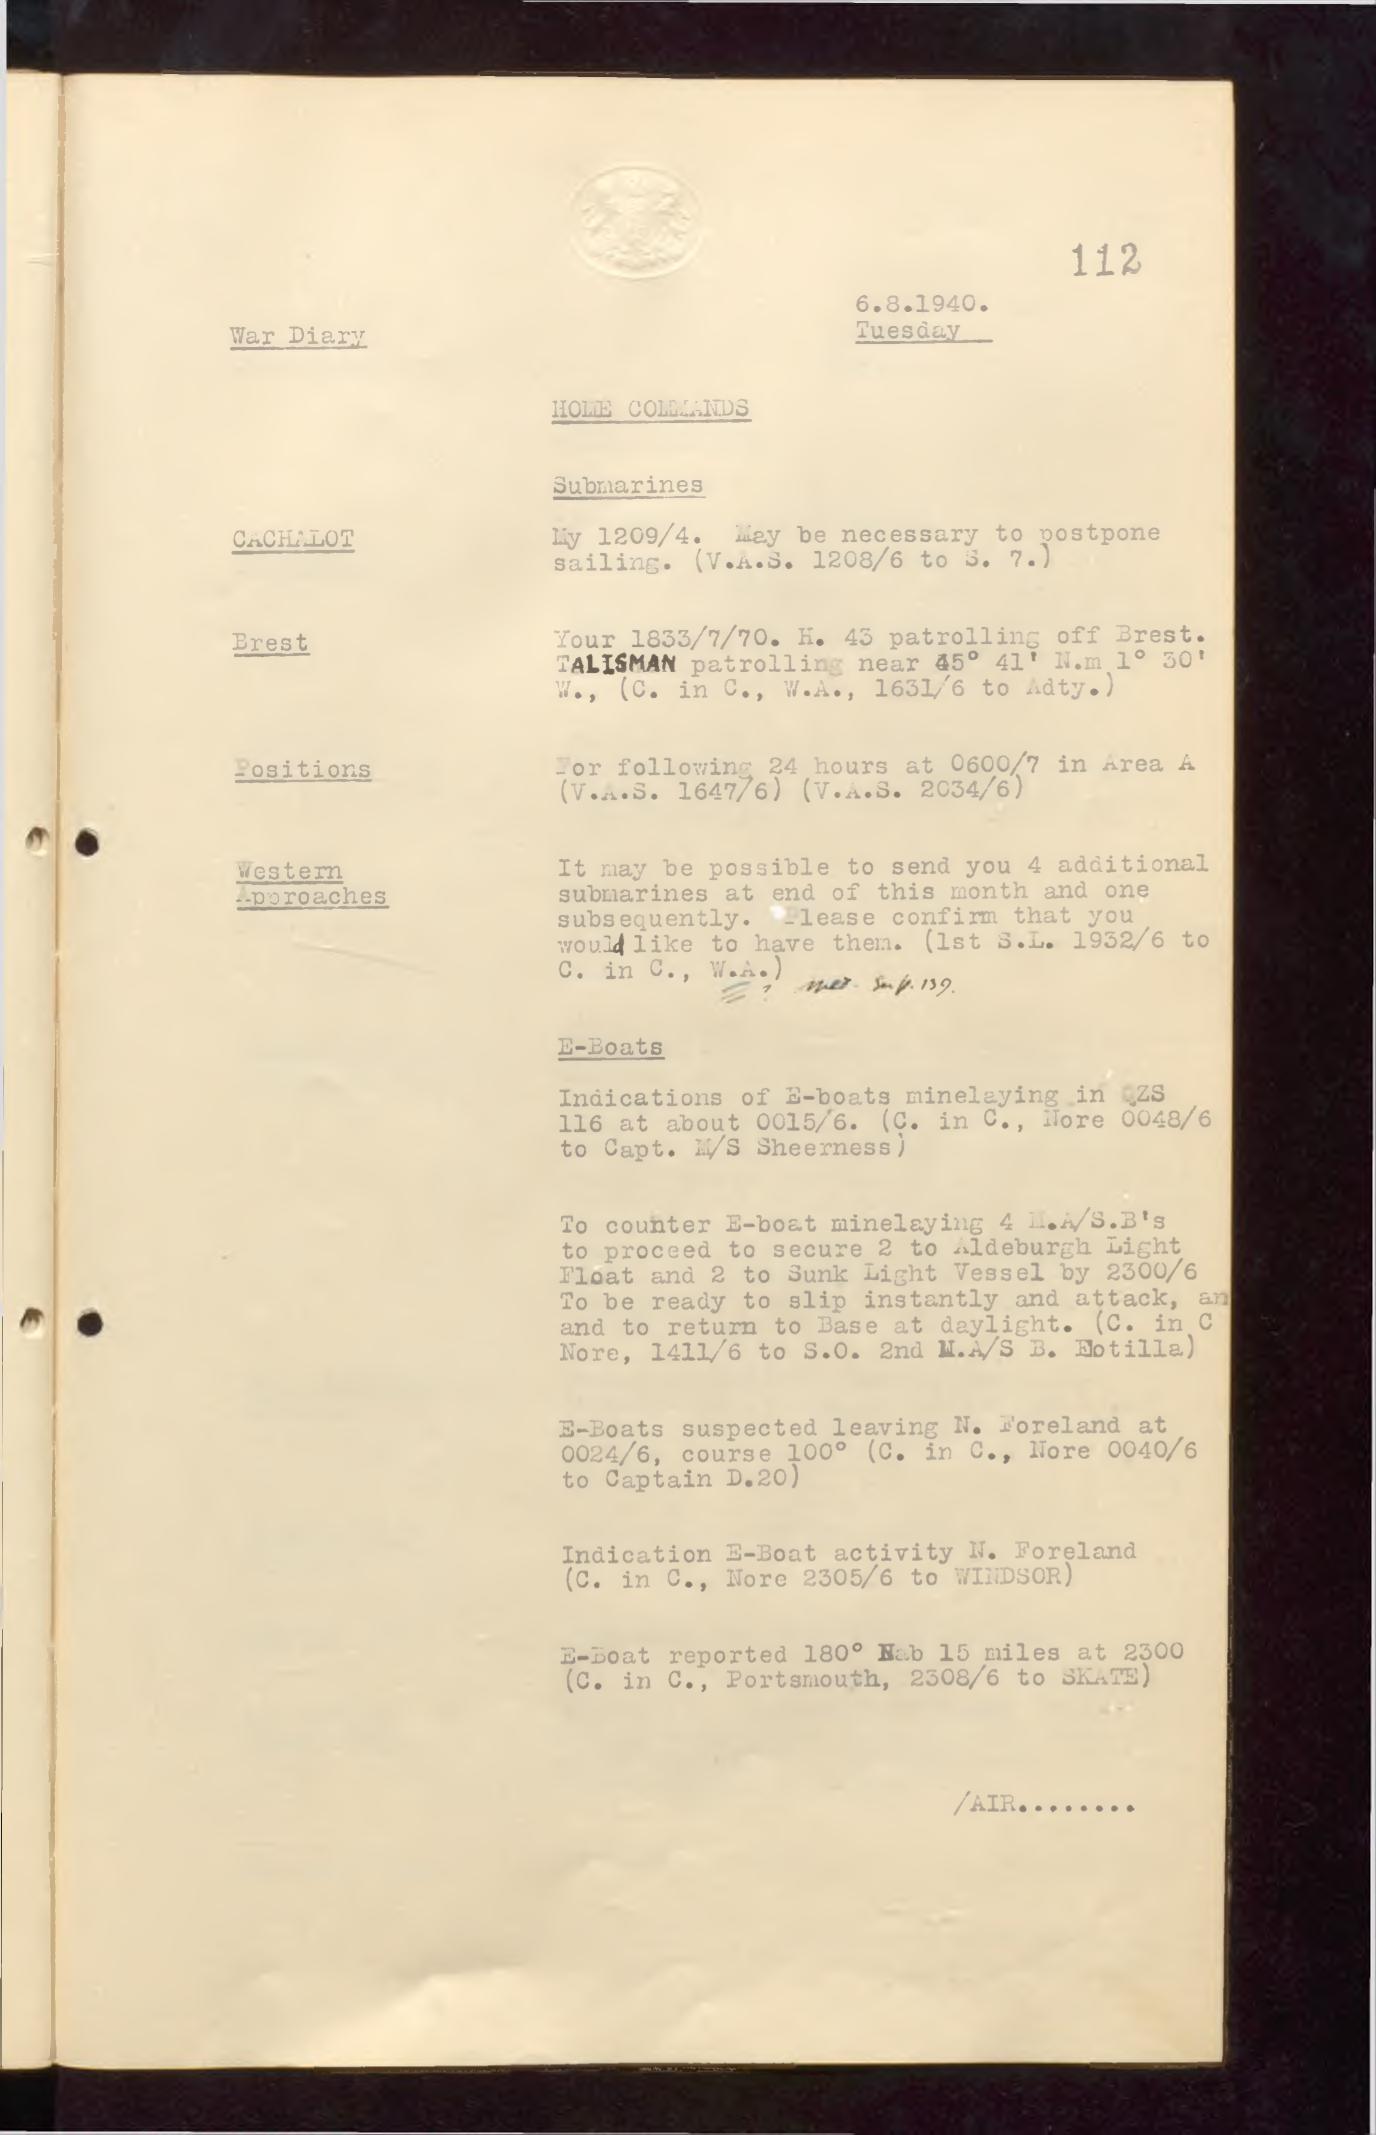 112
6.8.1940.
War Diary
Tuesday
HOME COMMANDS
Submarines
CACHALOT
My 1209/4. May be necessary to postpone
sailing. (V.A.S. 1208/6 to S. 7.)
Brest
Your 1833/7/70. H. 43 patrolling off Brest.
TALISMAN patrolling near 45° 41' N.m 1° 30'
W., (C. in C., W.A., 1631/6 to Adty.)
Positions
For following 24 hours at 0600/7 in Area A
(V.A.S. 1647/6) (V.A.S. 2034/6)
Western
Approaches
It may be possible to send you 4 additional
submarines at end of this month and one
subsequently. Please confirm that you
would like to have them. (1st S.L. 1932/6 to
C. in C., W.A.)
? See p. 139.
E-Boats
Indications of E-boats minelaying in QZS
116 at about 0015/6. (C. in C., Nore 0048/6
to Capt. M/S Sheerness)
To counter E-boat minelaying 4 M.A/S.B's
to proceed to secure 2 to Aldeburgh Light
Float and 2 to Sunk Light Vessel by 2300/6
To be ready to slip instantly and attack, an
and to return to Base at daylight. (C. in C
Nore, 1411/6 to S.O. 2nd M.A/S B. Flotilla)
E-Boats suspected leaving N. Foreland at
0024/6, course 100° (C. in C., Nore 0040/6
to Captain D.20)
Indication E-Boat activity N. Foreland
(C. in C., Nore 2305/6 to WINDSOR)
E-Boat reported 180° Nab 15 miles at 2300
(C. in C., Portsmouth, 2308/6 to SKATE)
/AIR........